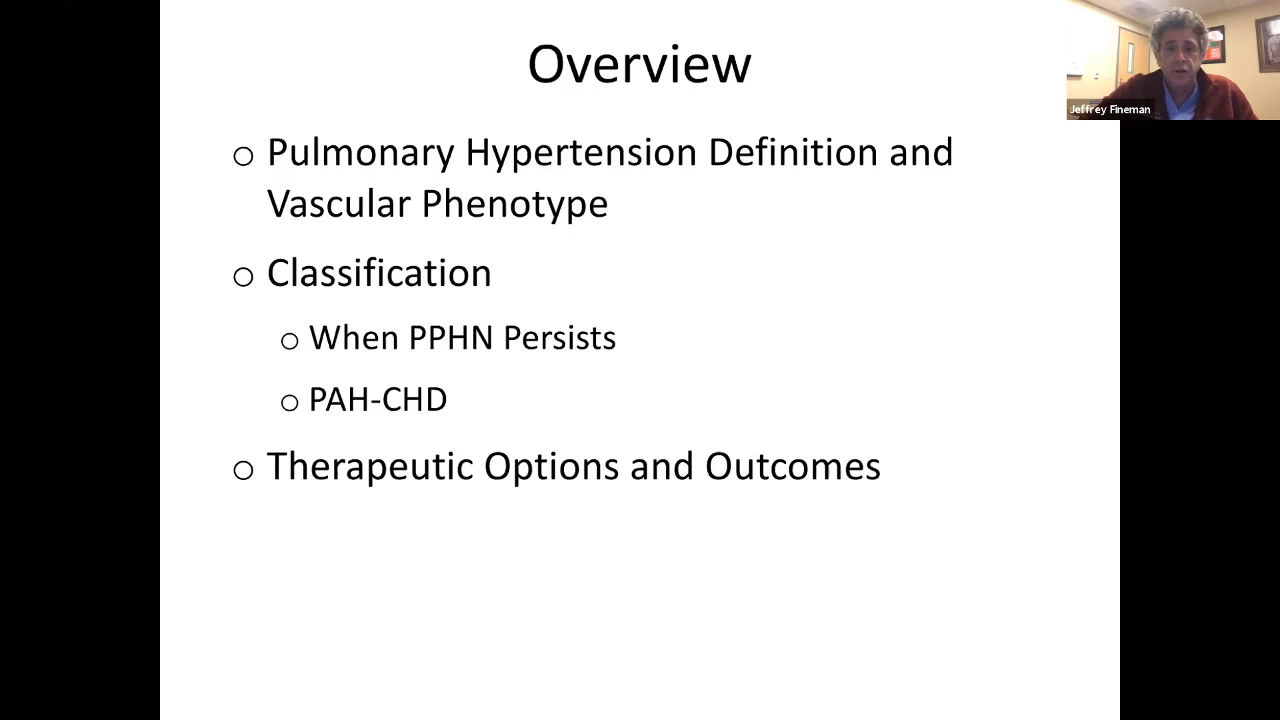 Overview
Jeffrey Fineman
○ Pulmonary Hypertension Definition and
Vascular Phenotype
○ Classification
○ When PPHN Persists
○ PAH-CHD
○ Therapeutic Options and Outcomes